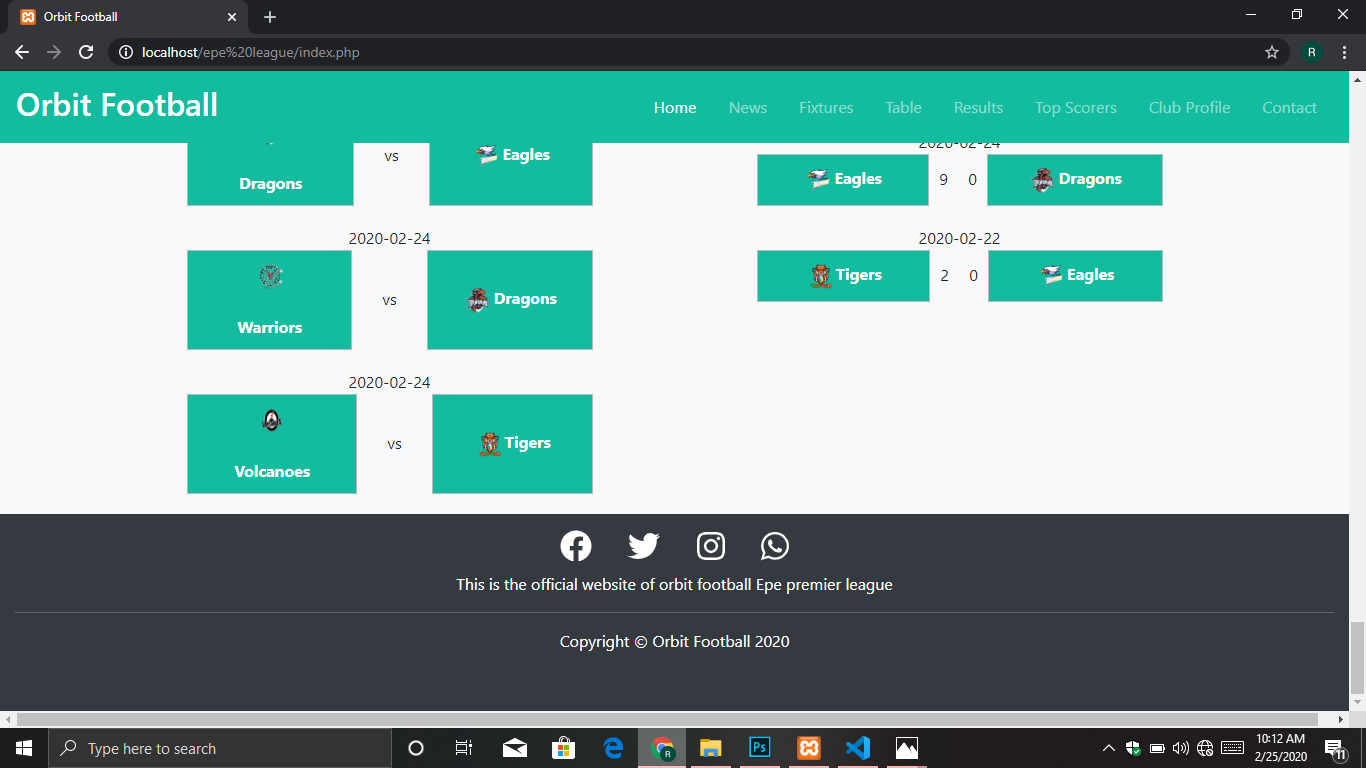 Orbit Football
localhost/epe%20league/index.php
R
Orbit Football
Home News Fixtures Table Results Top Scorers Club Profile Contact
Dragons vs Eagles
2020-02-24
Warriors vs Dragons
2020-02-24
Volcanoes vs Tigers
2020-02-24
Eagles 9 0 Dragons
2020-02-22
Tigers 2 0 Eagles
This is the official website of orbit football Epe premier league
Copyright © Orbit Football 2020
Type here to search
Ps
R
10:12 AM
2/25/2020
11